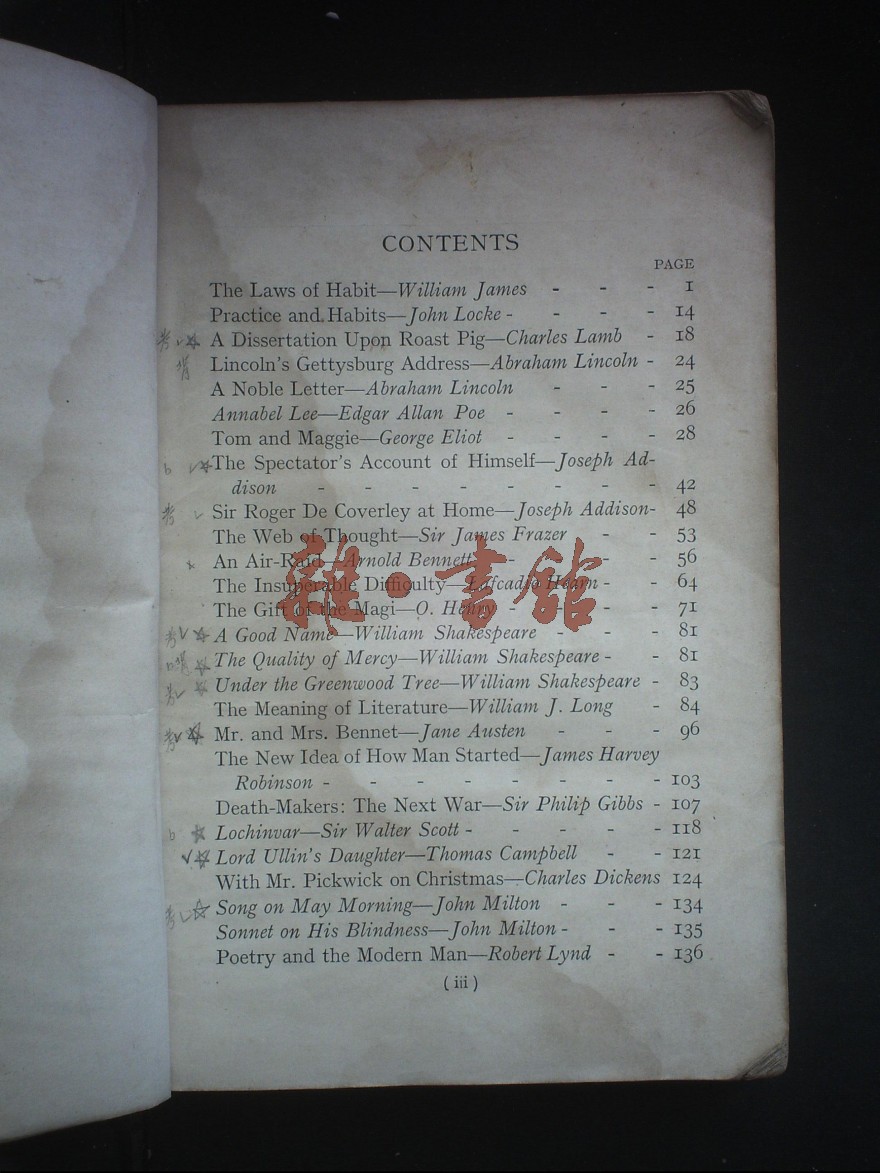 CONTENTS
PAGE
The Laws of Habit—William James - - - 1
Practice and Habits—John Locke - - - - 14
考 ✓☆ A Dissertation Upon Roast Pig—Charles Lamb - 18
Lincoln's Gettysburg Address—Abraham Lincoln - 24
A Noble Letter—Abraham Lincoln - - - 25
Annabel Lee—Edgar Allan Poe - - - - 26
Tom and Maggie—George Eliot - - - - 28
b ✓☆ The Spectator's Account of Himself—Joseph Ad-
dison - - - - - - - - 42
考 ✓ Sir Roger De Coverley at Home—Joseph Addison- 48
The Web of Thought—Sir James Frazer - - 53
An Air-Raid—Arnold Bennett - - - - 56
The Insuperable Difficulty—Lafcadio Hearn - - 64
The Gift of the Magi—O. Henry - - - 71
考 ✓ ☆ A Good Name—William Shakespeare - - - 81
☆ The Quality of Mercy—William Shakespeare - - 81
考 ✓ ☆ Under the Greenwood Tree—William Shakespeare - 83
The Meaning of Literature—William J. Long - 84
考 ✓ ☆ Mr. and Mrs. Bennet—Jane Austen - - - 96
The New Idea of How Man Started—James Harvey
Robinson - - - - - - - - 103
Death-Makers: The Next War—Sir Philip Gibbs - 107
b ☆ Lochinvar—Sir Walter Scott - - - - - 118
✓☆ Lord Ullin's Daughter—Thomas Campbell - - 121
With Mr. Pickwick on Christmas—Charles Dickens 124
考 ✓ ☆ Song on May Morning—John Milton - - - 134
Sonnet on His Blindness—John Milton - - - 135
Poetry and the Modern Man—Robert Lynd - - 136
( iii )
雜·書館